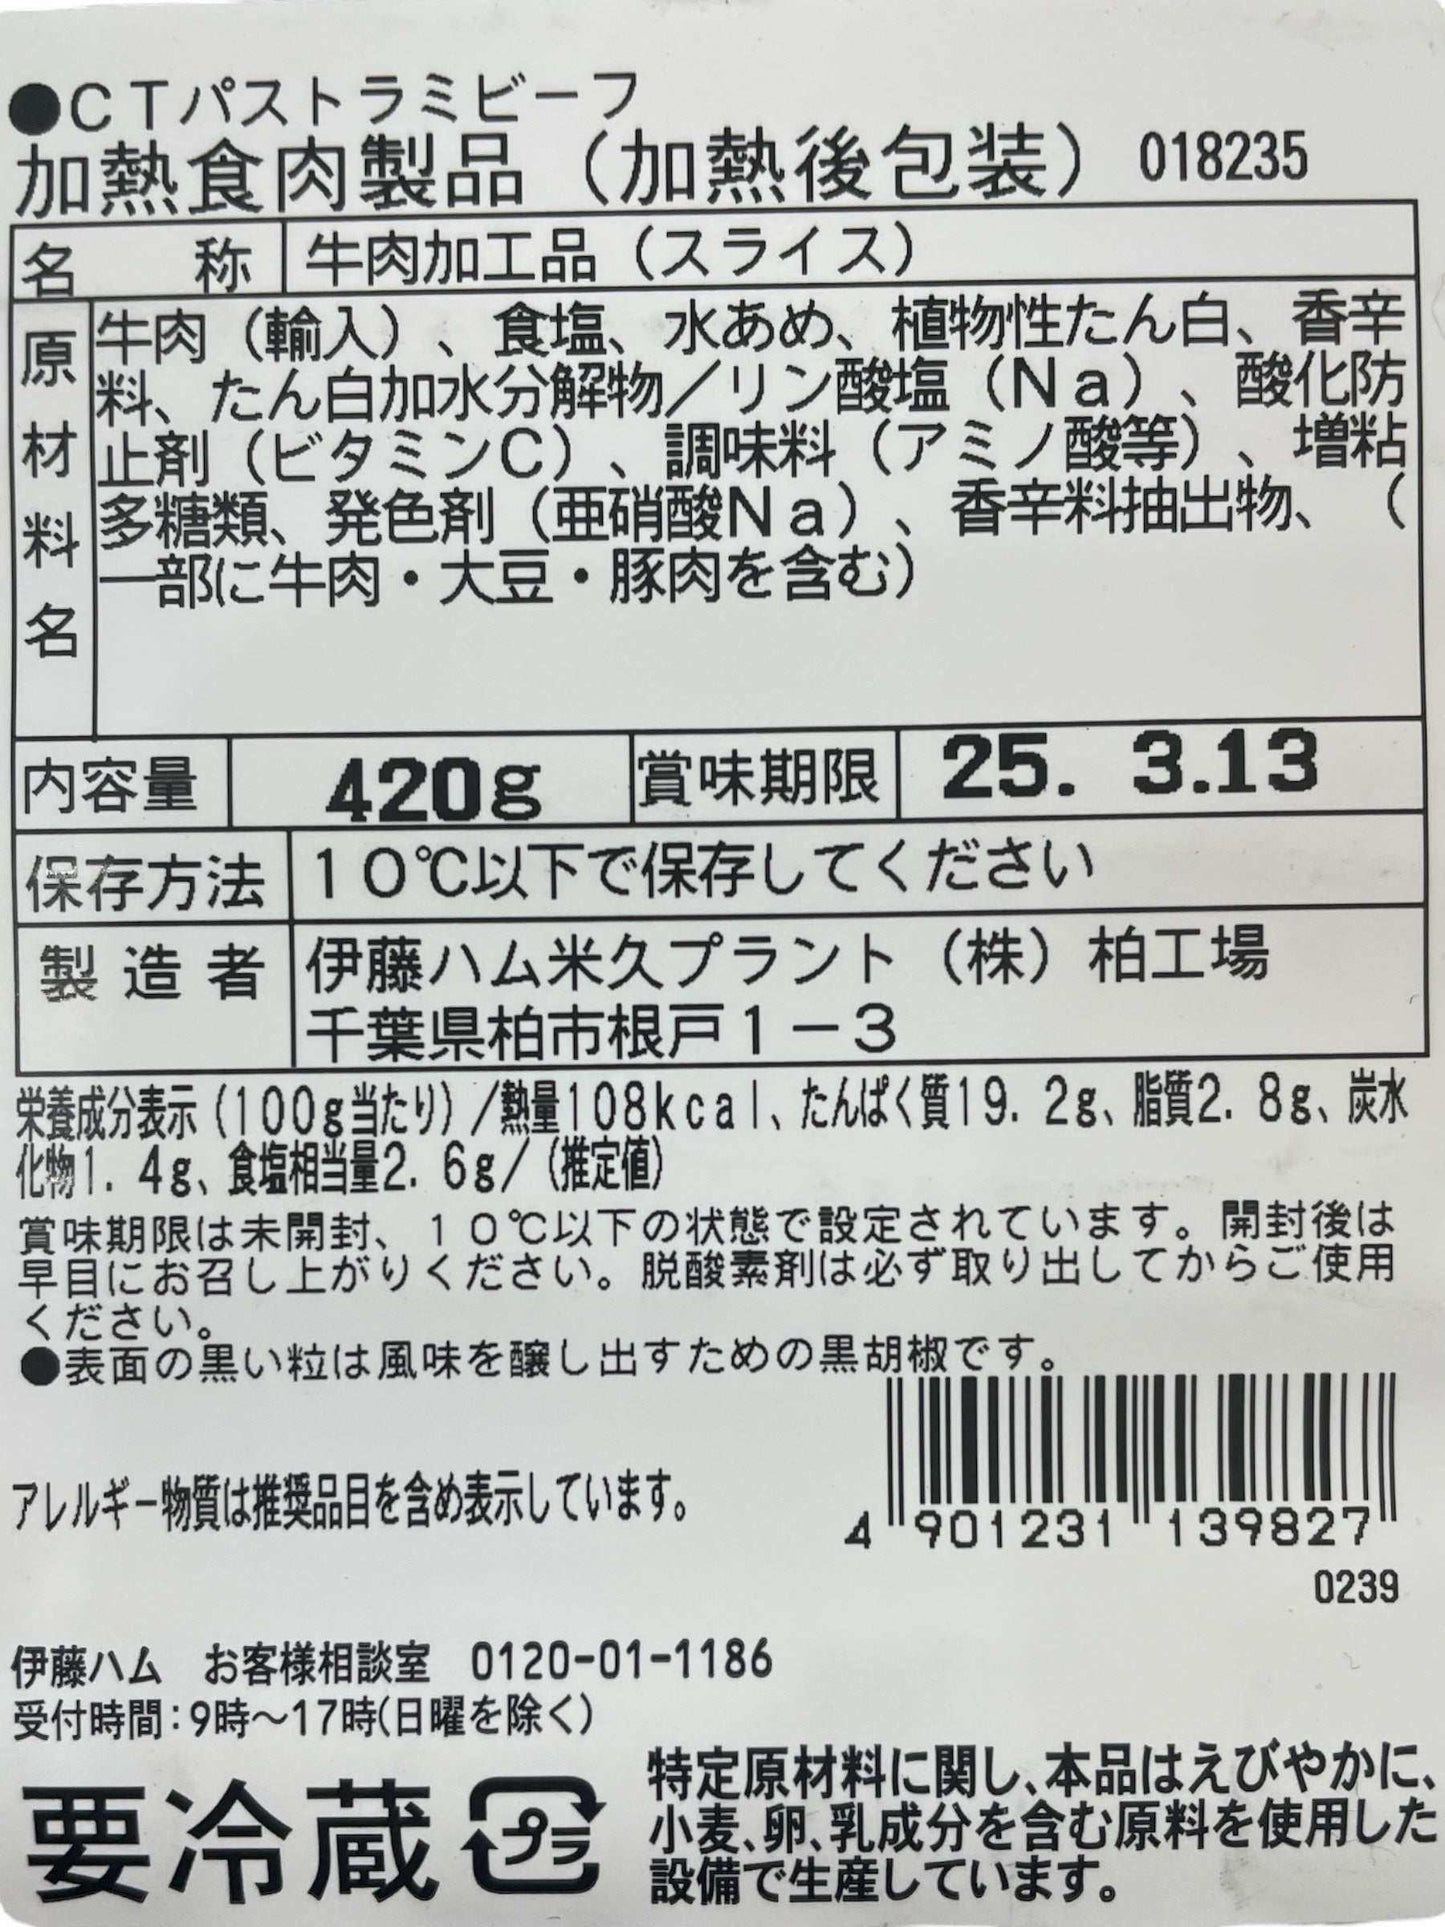 ●CTパストラミビーフ
加熱食肉製品（加熱後包装） 018235
名称 牛肉加工品（スライス）
原材料名 牛肉（輸入）、食塩、水あめ、植物性たん白、香辛
料、たん白加水分解物／リン酸塩（Na）、酸化防
止剤（ビタミンC）、調味料（アミノ酸等）、増粘
多糖類、発色剤（亜硝酸Na）、香辛料抽出物、（
一部に牛肉・大豆・豚肉を含む）
内容量 420g 賞味期限 25. 3.13
保存方法 10℃以下で保存してください
製造者 伊藤ハム米久プラント（株）柏工場
千葉県柏市根戸1－3
栄養成分表示（100g当たり）/熱量108kcal、たんぱく質19.2g、脂質2.8g、炭水
化物1.4g、食塩相当量2.6g/（推定値）
賞味期限は未開封、10℃以下の状態で設定されています。開封後は
早目にお召し上がりください。脱酸素剤は必ず取り出してからご使用
ください。
●表面の黒い粒は風味を醸し出すための黒胡椒です。
アレルギー物質は推奨品目を含め表示しています。
4 901231 139827
0239
伊藤ハム お客様相談室 0120-01-1186
受付時間：9時～17時（日曜を除く）
要冷蔵 プラ
特定原材料に関し、本品はえびやかに、
小麦、卵、乳成分を含む原料を使用した
設備で生産しています。